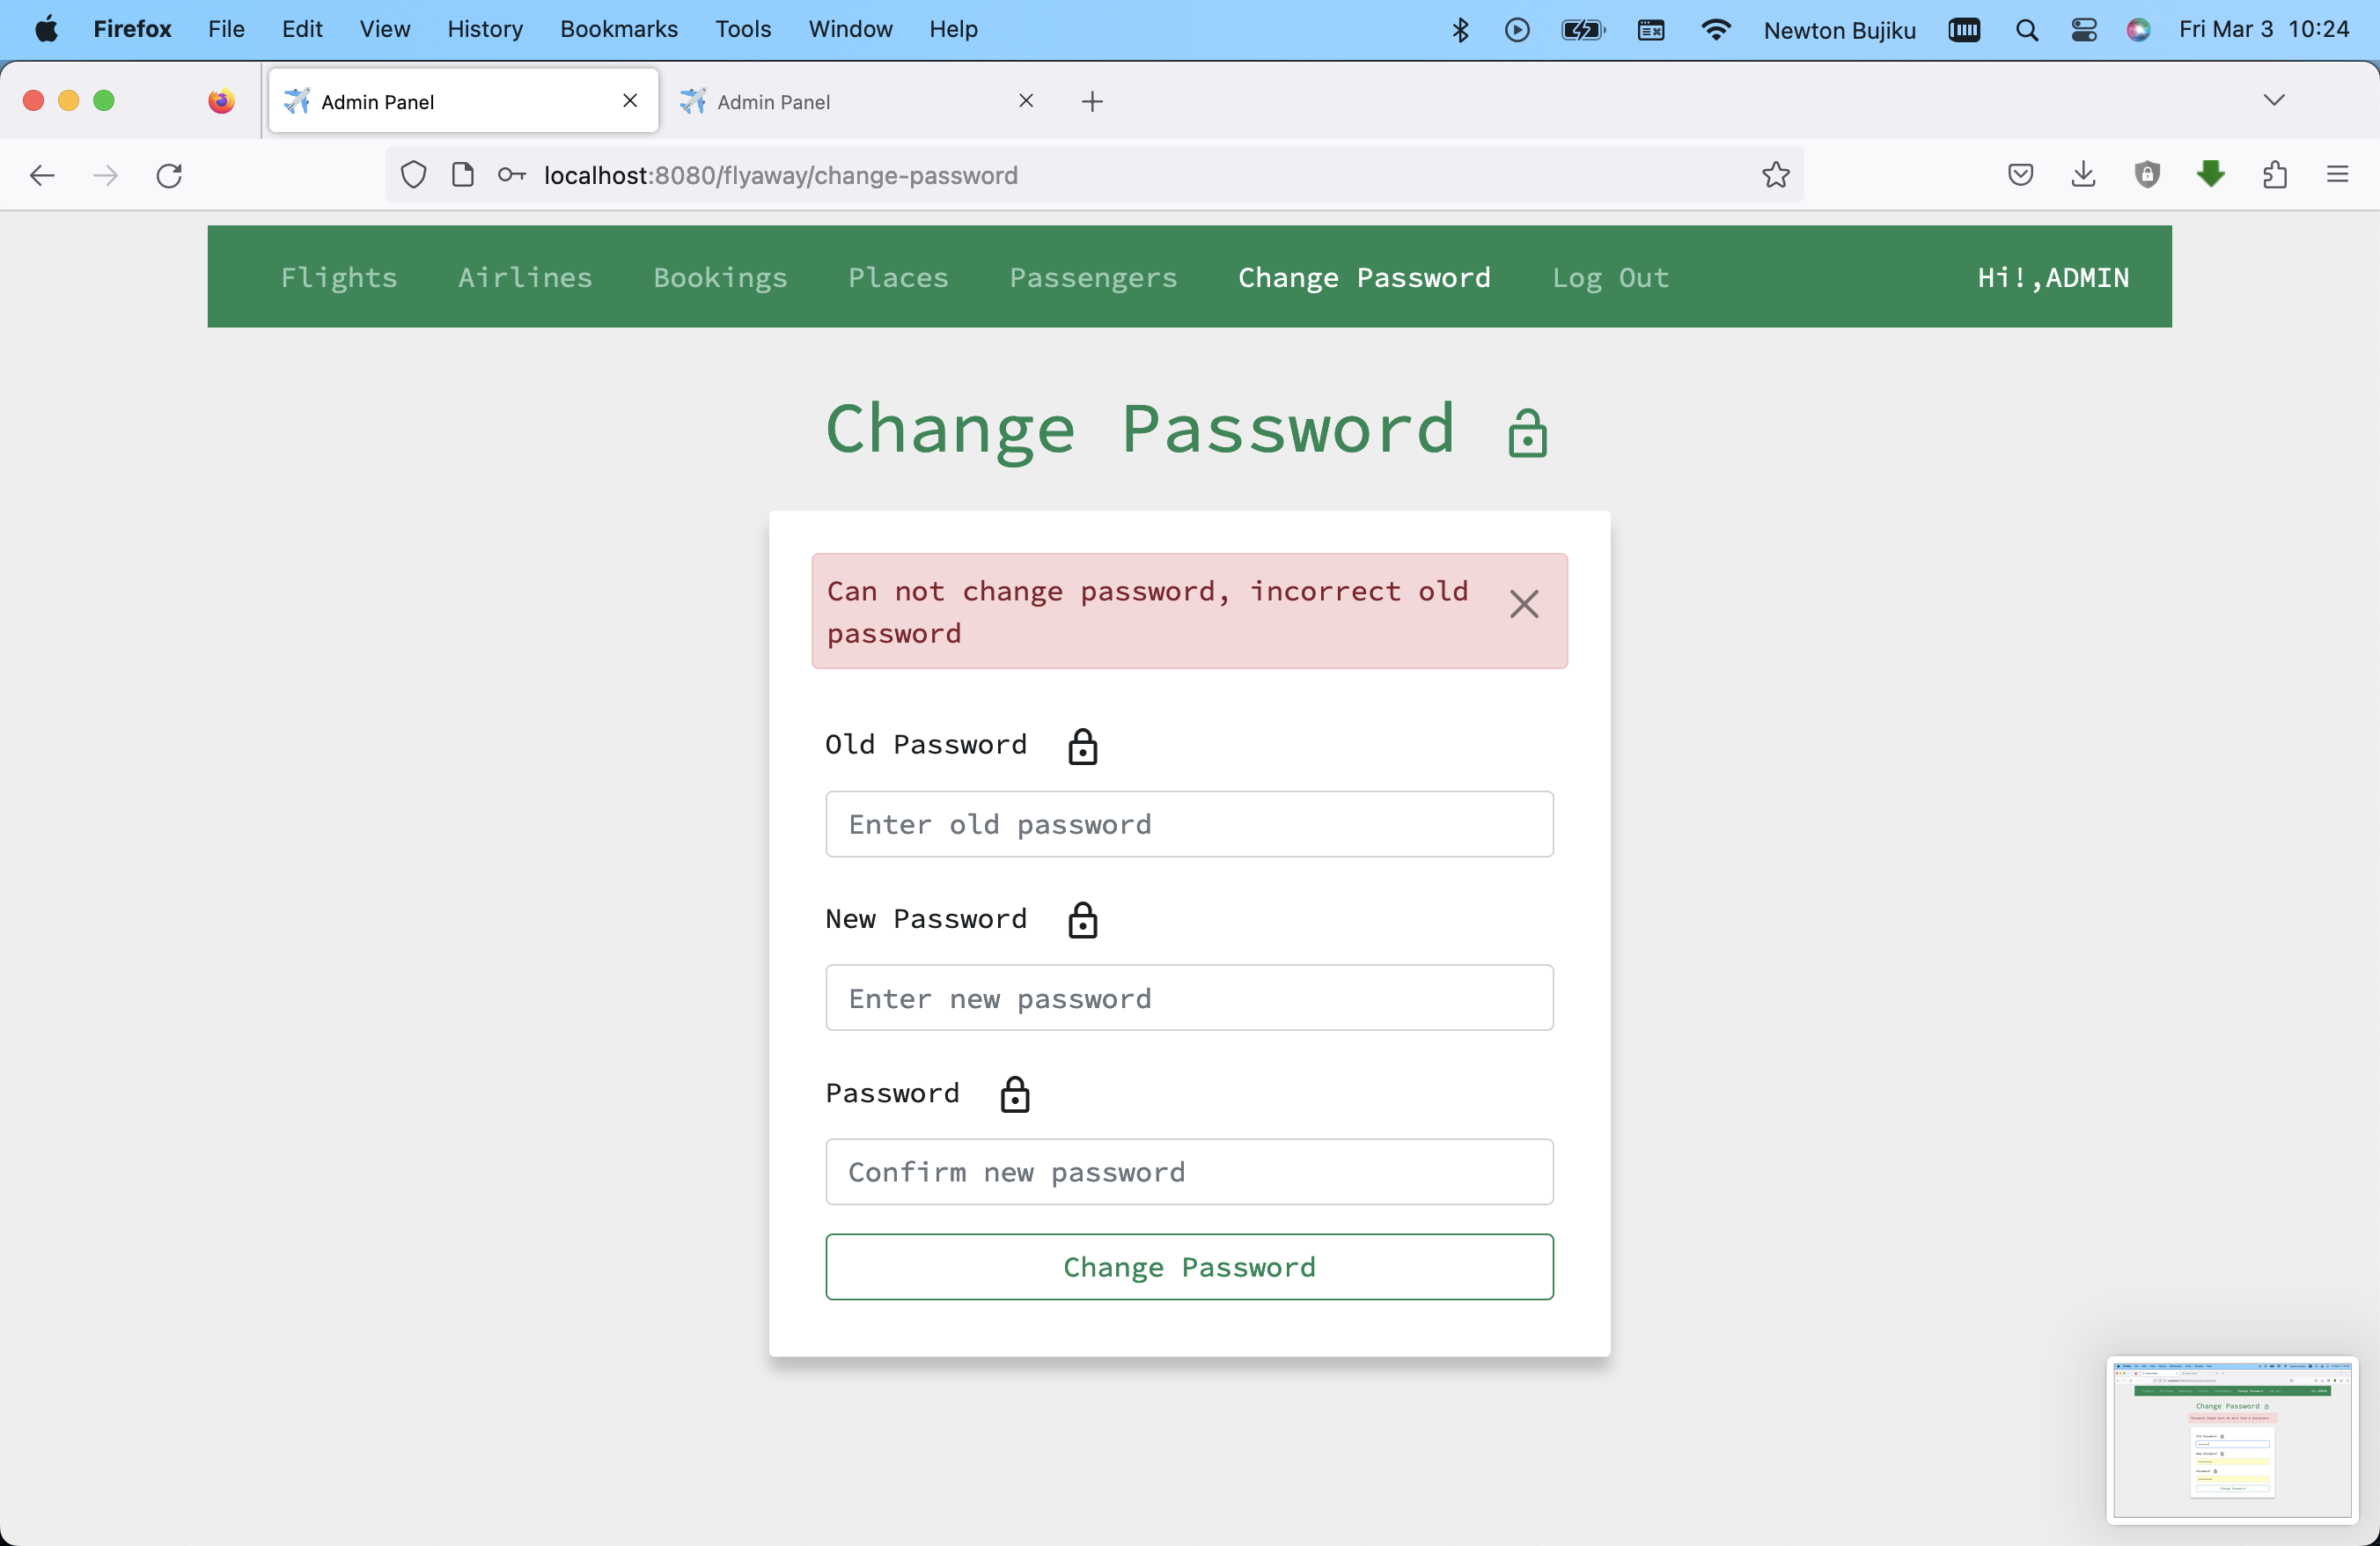 Firefox File Edit View History Bookmarks Tools Window Help Newton Bujiku Fri Mar 3 10:24
Admin Panel Admin Panel
localhost:8080/flyaway/change-password
Flights Airlines Bookings Places Passengers Change Password Log Out Hi!,ADMIN
Change Password
Can not change password, incorrect old
password
Old Password
Enter old password
New Password
Enter new password
Password
Confirm new password
Change Password
Change Password